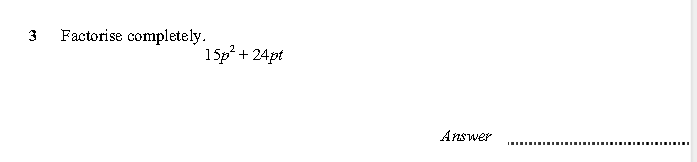 3 Factorise completely.
15p² + 24pt
Answer ................................................